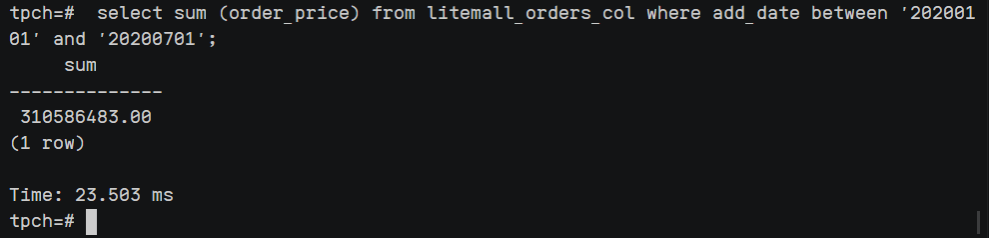 tpch=#  select sum (order_price) from litemall_orders_col where add_date between '202001
01' and '20200701';
     sum
--------------
 310586483.00
(1 row)

Time: 23.503 ms
tpch=#